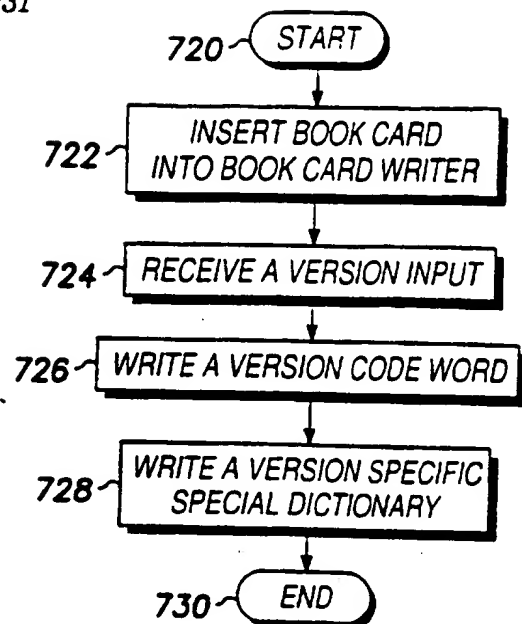 720 START
722 INSERT BOOK CARD
INTO BOOK CARD WRITER
724 RECEIVE A VERSION INPUT
726 WRITE A VERSION CODE WORD
728 WRITE A VERSION SPECIFIC
SPECIAL DICTIONARY
730 END